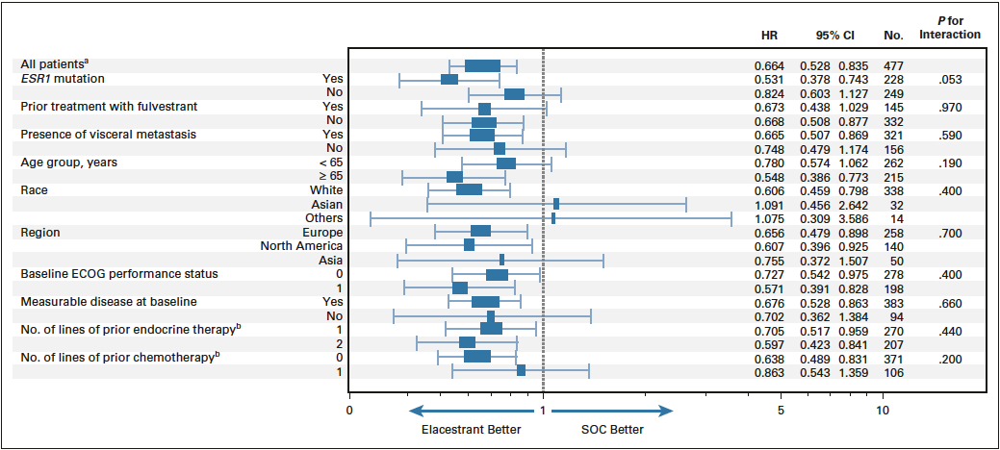 P for
HR 95% CI No. Interaction
All patientsa 0.664 0.528 0.835 477
ESR1 mutation Yes 0.531 0.378 0.743 228 .053
No 0.824 0.603 1.127 249
Prior treatment with fulvestrant Yes 0.673 0.438 1.029 145 .970
No 0.668 0.508 0.877 332
Presence of visceral metastasis Yes 0.665 0.507 0.869 321 .590
No 0.748 0.479 1.174 156
Age group, years < 65 0.780 0.574 1.062 262 .190
≥ 65 0.548 0.386 0.773 215
Race White 0.606 0.459 0.798 338 .400
Asian 1.091 0.456 2.642 32
Others 1.075 0.309 3.586 14
Region Europe 0.656 0.479 0.898 258 .700
North America 0.607 0.396 0.925 140
Asia 0.755 0.372 1.507 50
Baseline ECOG performance status 0 0.727 0.542 0.975 278 .400
1 0.571 0.391 0.828 198
Measurable disease at baseline Yes 0.676 0.528 0.863 383 .660
No 0.702 0.362 1.384 94
No. of lines of prior endocrine therapyb 1 0.705 0.517 0.959 270 .440
2 0.597 0.423 0.841 207
No. of lines of prior chemotherapyb 0 0.638 0.489 0.831 371 .200
1 0.863 0.543 1.359 106
0 1 5 10
Elacestrant Better SOC Better